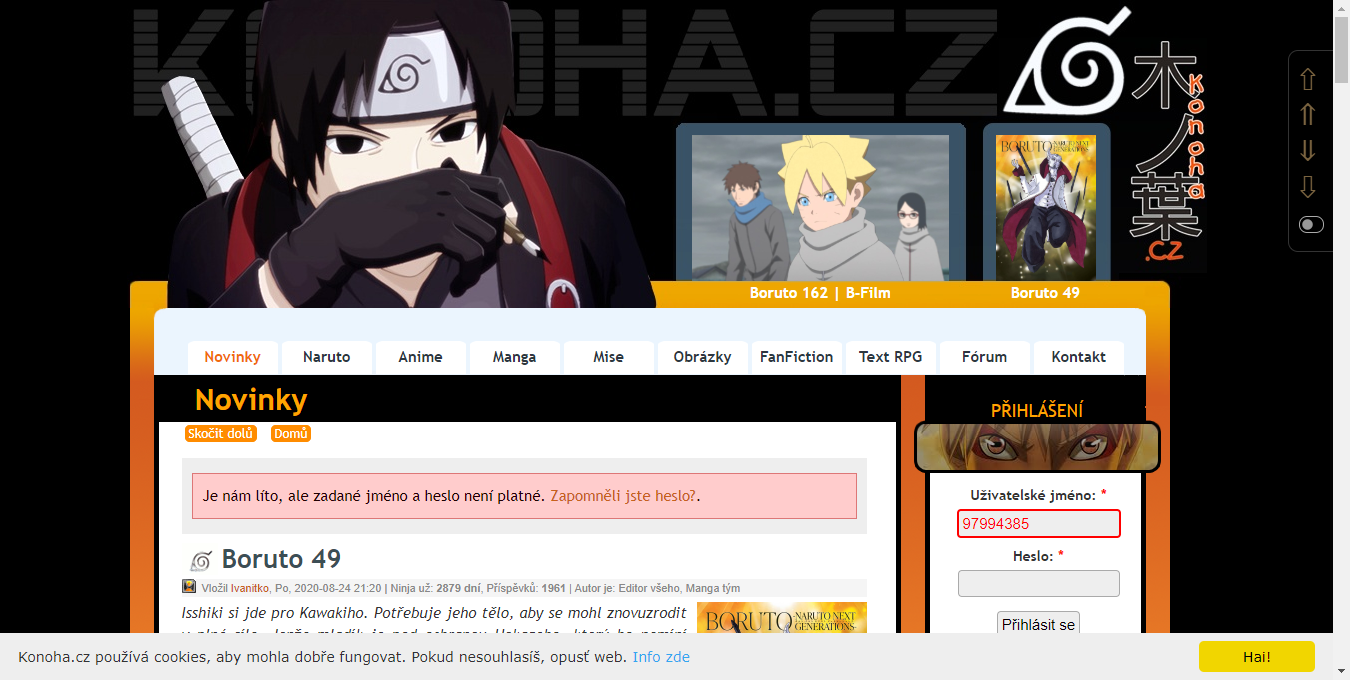 KONOHA.CZ
木ノ葉
Konoha
.CZ
BORUTO NARUTO NEXT GENERATIONS
Boruto 162 | B-Film
Boruto 49
Novinky
Naruto
Anime
Manga
Mise
Obrázky
FanFiction
Text RPG
Fórum
Kontakt
Novinky
Skočit dolů
Domů
Je nám líto, ale zadané jméno a heslo není platné. Zapomněli jste heslo?.
Boruto 49
Vložil Ivanitko, Po, 2020-08-24 21:20 | Ninja už: 2879 dní, Příspěvků: 1961 | Autor je: Editor všeho, Manga tým
Isshiki si jde pro Kawakiho. Potřebuje jeho tělo, aby se mohl znovuzrodit
BORUTO NARUTO NEXT GENERATIONS
PŘIHLÁŠENÍ
Uživatelské jméno: *
97994385
Heslo: *
Přihlásit se
Konoha.cz používá cookies, aby mohla dobře fungovat. Pokud nesouhlasíš, opusť web. Info zde
Hai!